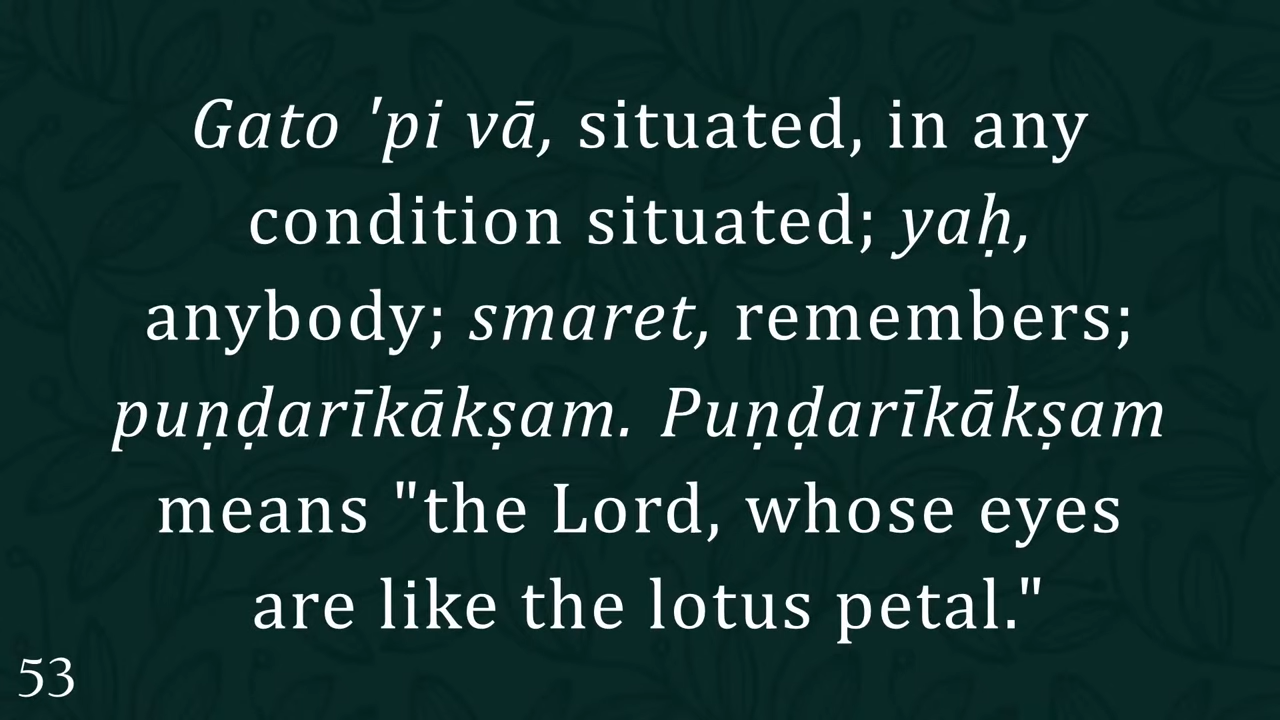 Gato 'pi vā, situated, in any
condition situated; yaḥ,
anybody; smaret, remembers;
puṇḍarīkākṣam. Puṇḍarīkākṣam
means "the Lord, whose eyes
are like the lotus petal."
53